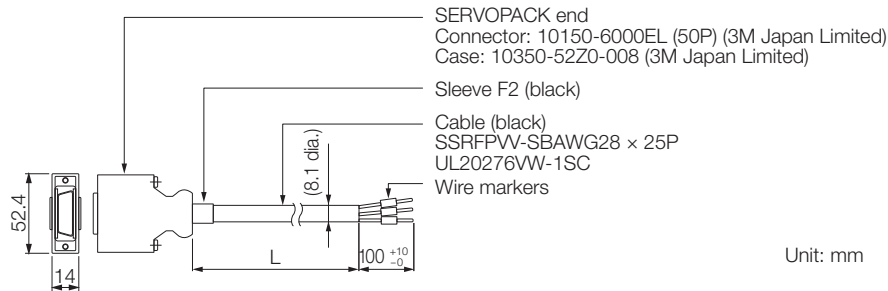 SERVOPACK end
Connector: 10150-6000EL (50P) (3M Japan Limited)
Case: 10350-52Z0-008 (3M Japan Limited)
Sleeve F2 (black)
Cable (black)
SSRFPVV-SBAWG28 × 25P
UL20276VW-1SC
Wire markers
(8.1 dia.)
52.4
14
L
100 +10 -0
Unit: mm